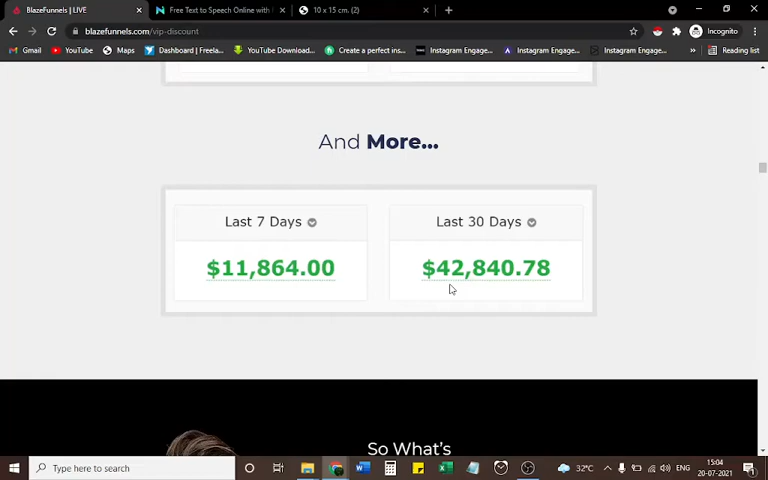 BlazeFunnels | LIVE
Free Text to Speech Online with
10 x 15 cm. (2)
blazefunnels.com/vip-discount
Incognito
Gmail
YouTube
Maps
Dashboard | Freela...
YouTube Download...
Create a perfect ins...
Instagram Engage...
Instagram Engage...
Instagram Engage...
Reading list
And More...
Last 7 Days
Last 30 Days
$11,864.00
$42,840.78
So What's
Type here to search
32°C
ENG
15:04
20-07-2021